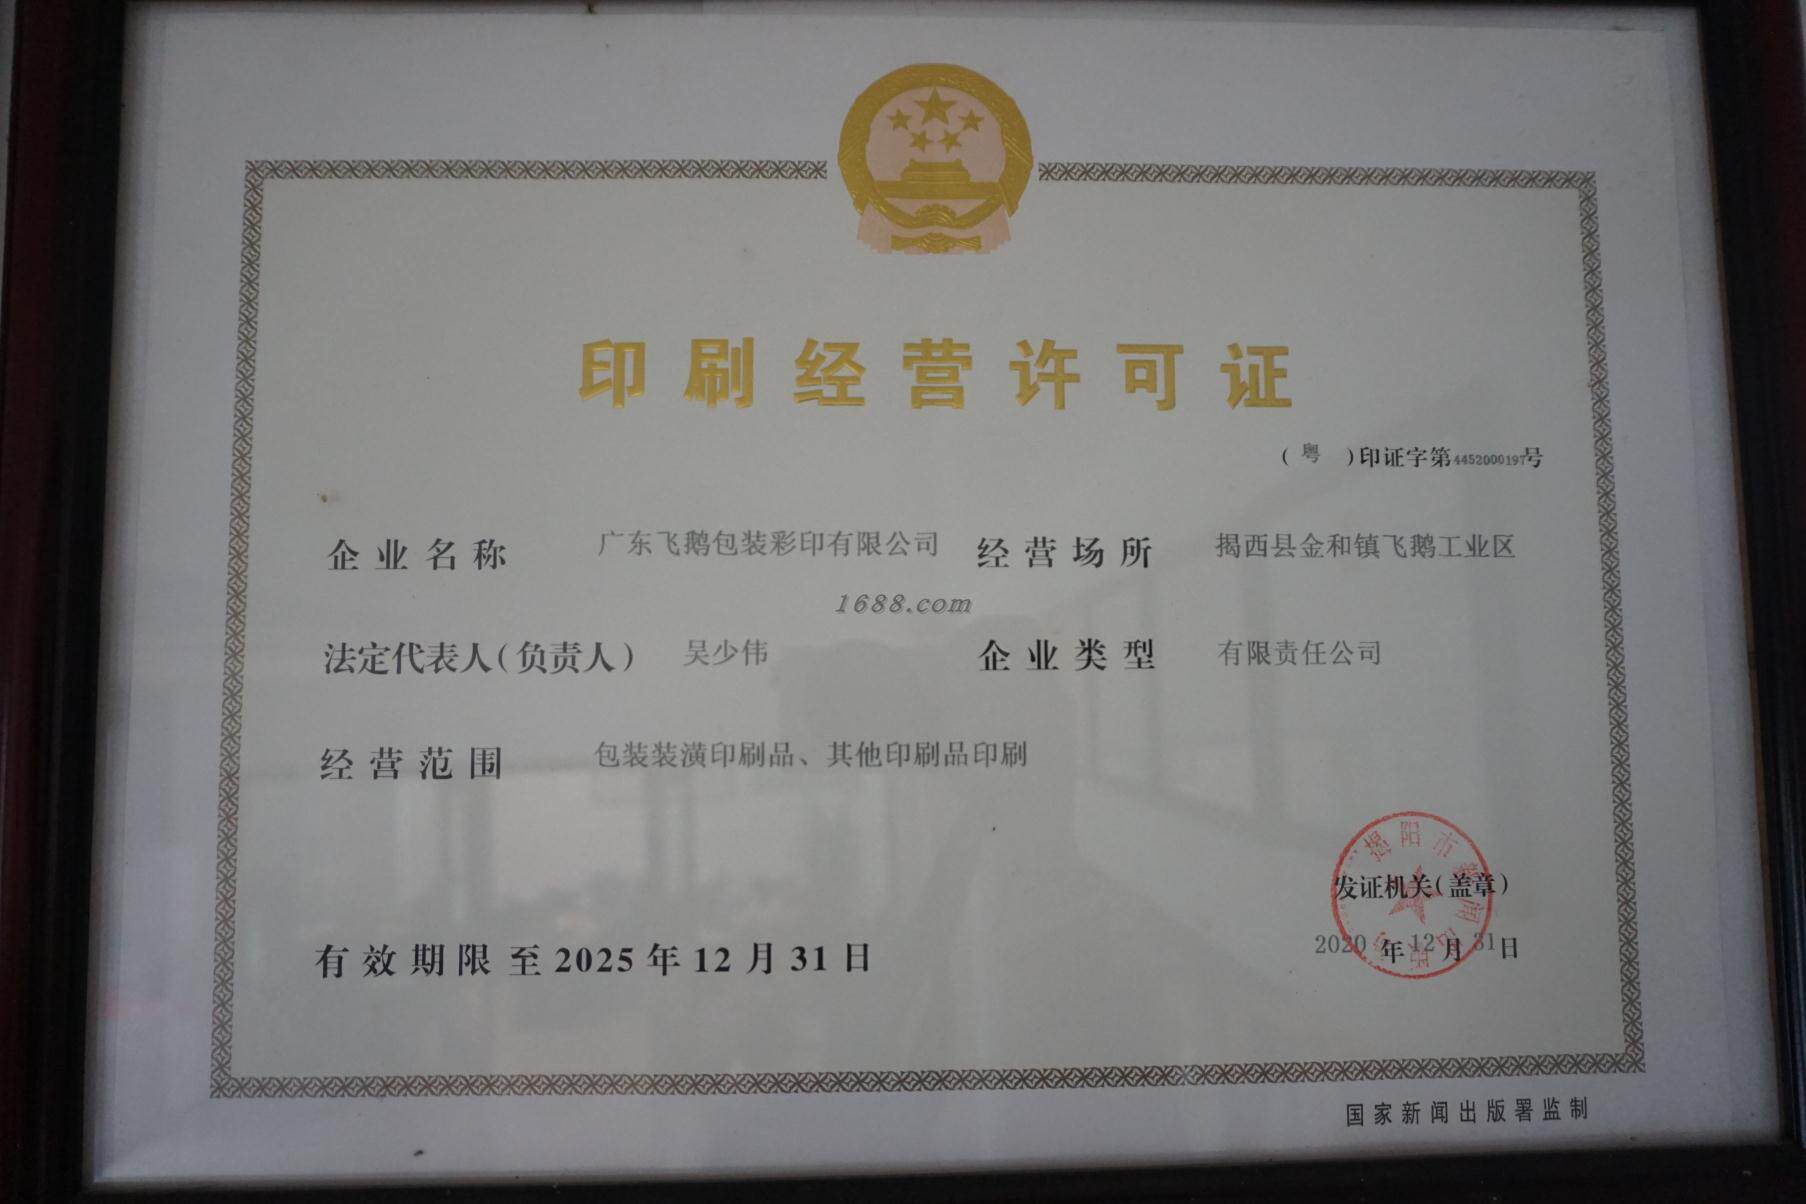 印刷经营许可证
(粤)印证字第4452000197号
企业名称 广东飞鹅包装彩印有限公司 经营场所 揭西县金和镇飞鹅工业区
1688.com
法定代表人(负责人) 吴少伟 企业类型 有限责任公司
经营范围 包装装潢印刷品、其他印刷品印刷
揭阳市新闻出
发证机关(盖章)
有效期限至2025年12月31日 2020年12月31日
国家新闻出版署监制